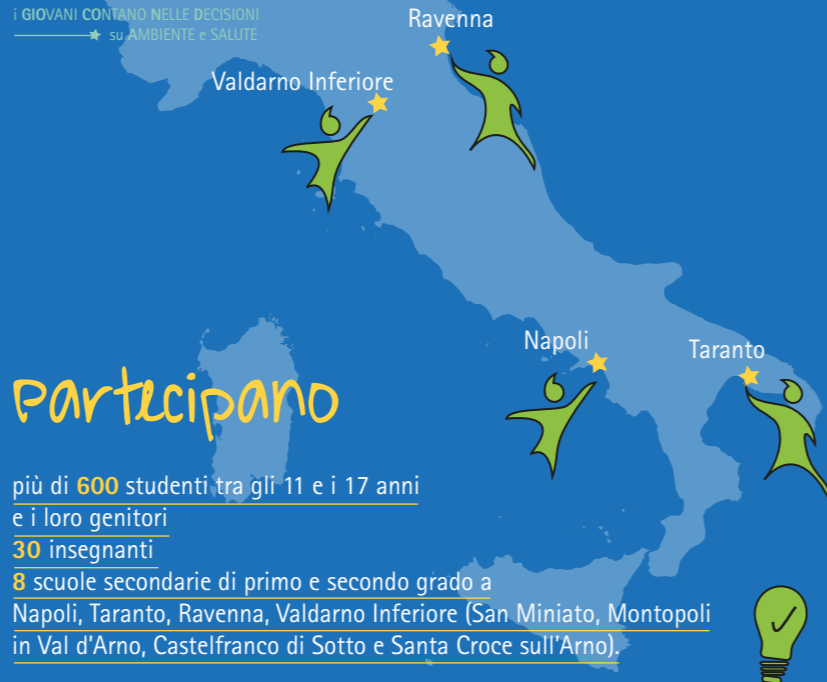 i GIOVANI CONTANO NELLE DECISIONI
su AMBIENTE e SALUTE
Ravenna
Valdarno Inferiore
Napoli
Taranto
partecipano
più di 600 studenti tra gli 11 e i 17 anni
e i loro genitori
30 insegnanti
8 scuole secondarie di primo e secondo grado a
Napoli, Taranto, Ravenna, Valdarno Inferiore (San Miniato, Montopoli
in Val d'Arno, Castelfranco di Sotto e Santa Croce sull'Arno).